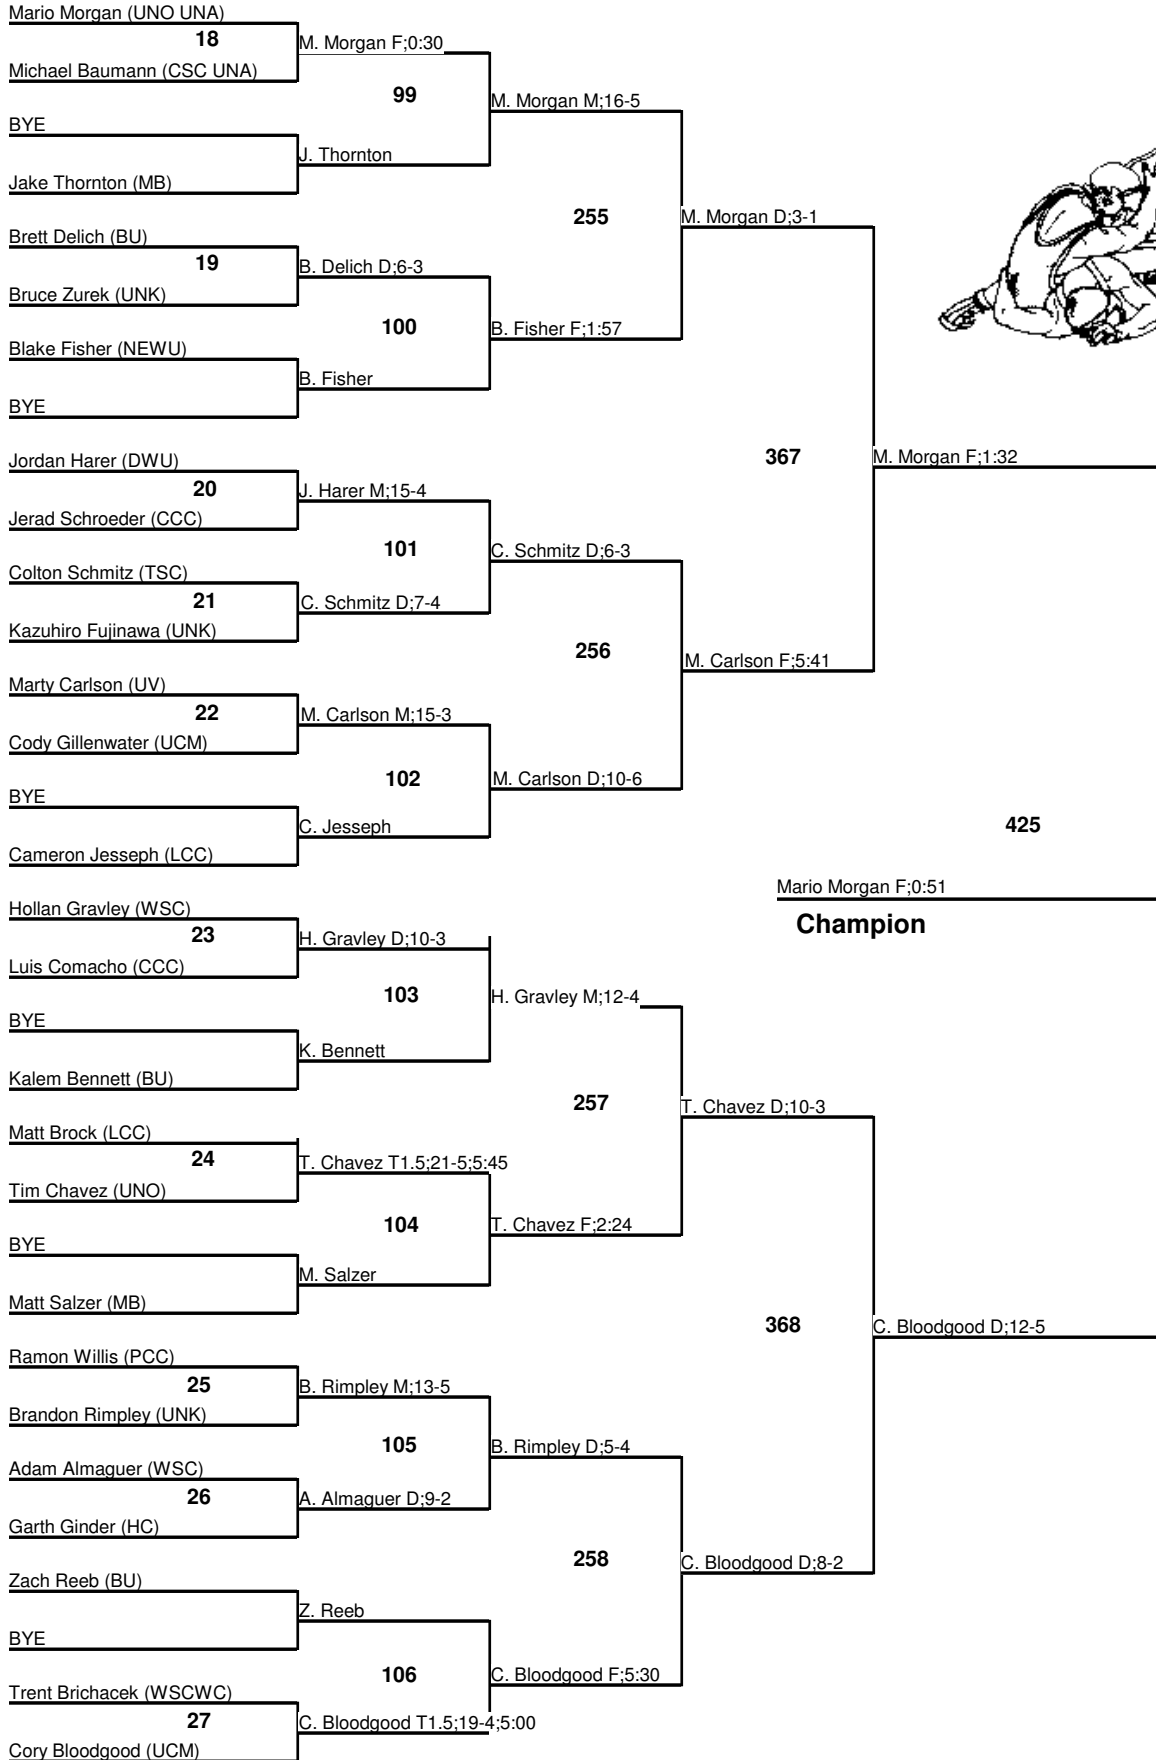 Mario Morgan (UNO UNA)
18
M. Morgan F;0:30
Michael Baumann (CSC UNA)
99
M. Morgan M;16-5
BYE
J. Thornton
Jake Thornton (MB)
255
M. Morgan D;3-1
Brett Delich (BU)
19
B. Delich D;6-3
Bruce Zurek (UNK)
100
B. Fisher F;1:57
Blake Fisher (NEWU)
B. Fisher
BYE
367
M. Morgan F;1:32
Jordan Harer (DWU)
20
J. Harer M;15-4
Jerad Schroeder (CCC)
101
C. Schmitz D;6-3
Colton Schmitz (TSC)
21
C. Schmitz D;7-4
Kazuhiro Fujinawa (UNK)
256
M. Carlson F;5:41
Marty Carlson (UV)
22
M. Carlson M;15-3
Cody Gillenwater (UCM)
102
M. Carlson D;10-6
BYE
C. Jesseph
Cameron Jesseph (LCC)
425
Mario Morgan F;0:51
Champion
Hollan Gravley (WSC)
23
H. Gravley D;10-3
Luis Comacho (CCC)
103
H. Gravley M;12-4
BYE
K. Bennett
Kalem Bennett (BU)
257
T. Chavez D;10-3
Matt Brock (LCC)
24
T. Chavez T1.5;21-5;5:45
Tim Chavez (UNO)
104
T. Chavez F;2:24
BYE
M. Salzer
Matt Salzer (MB)
368
C. Bloodgood D;12-5
Ramon Willis (PCC)
25
B. Rimpley M;13-5
Brandon Rimpley (UNK)
105
B. Rimpley D;5-4
Adam Almaguer (WSC)
26
A. Almaguer D;9-2
Garth Ginder (HC)
258
C. Bloodgood D;8-2
Zach Reeb (BU)
Z. Reeb
BYE
106
C. Bloodgood F;5:30
Trent Brichacek (WSCWC)
27
C. Bloodgood T1.5;19-4;5:00
Cory Bloodgood (UCM)